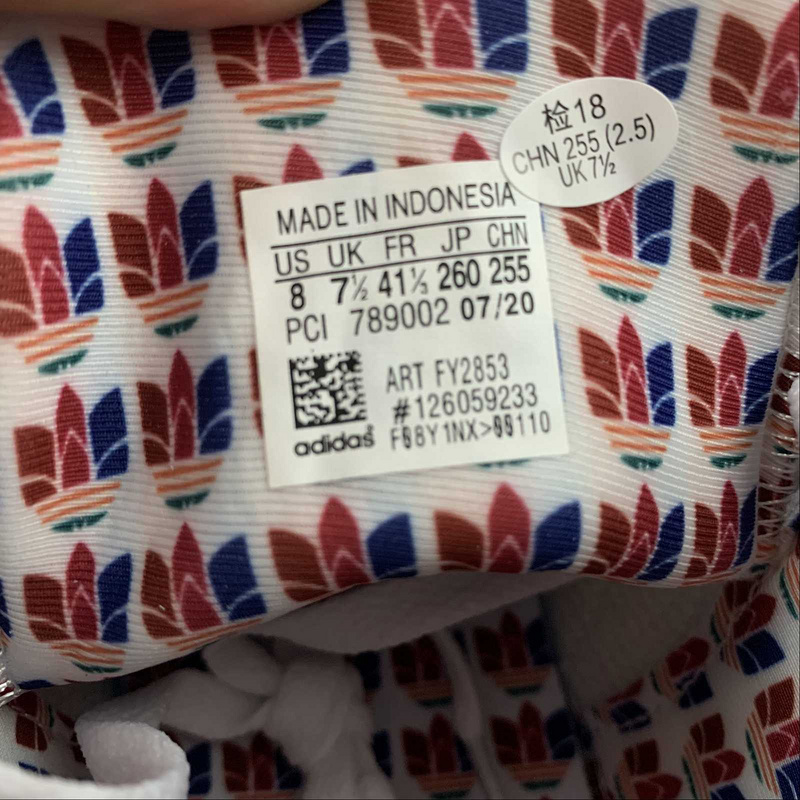 检18
CHN 255 (2.5)
UK 7½
MADE IN INDONESIA
US UK FR JP CHN
8 7½ 41⅓ 260 255
PCI 789002 07/20
ART FY2853
#126059233
adidas